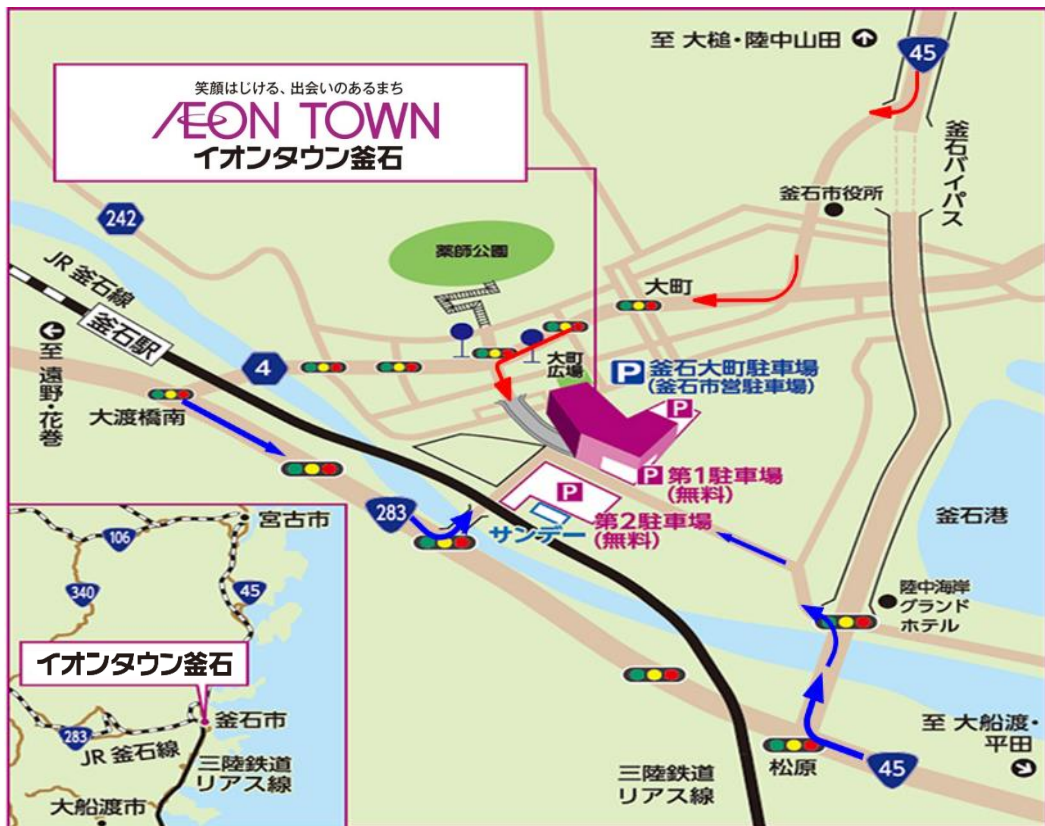 至 大槌・陸中山田
45
笑顔はじける、出会いのあるまち
ÆON TOWN
イオンタウン釜石
釜石バイパス
釜石市役所
242
薬師公園
JR釜石線
釜石駅
大町
至 遠野・花巻
4
大町
広場
P 釜石大町駐車場
(釜石市営駐車場)
大渡橋南
P
P 第1駐車場
(無料)
P
283
サンデー
第2駐車場
(無料)
釜石港
陸中海岸
グランド
ホテル
宮古市
106
340
45
イオンタウン釜石
釜石市
283
JR釜石線
三陸鉄道
リアス線
大船渡市
至 大船渡・
平田
松原
45
三陸鉄道
リアス線